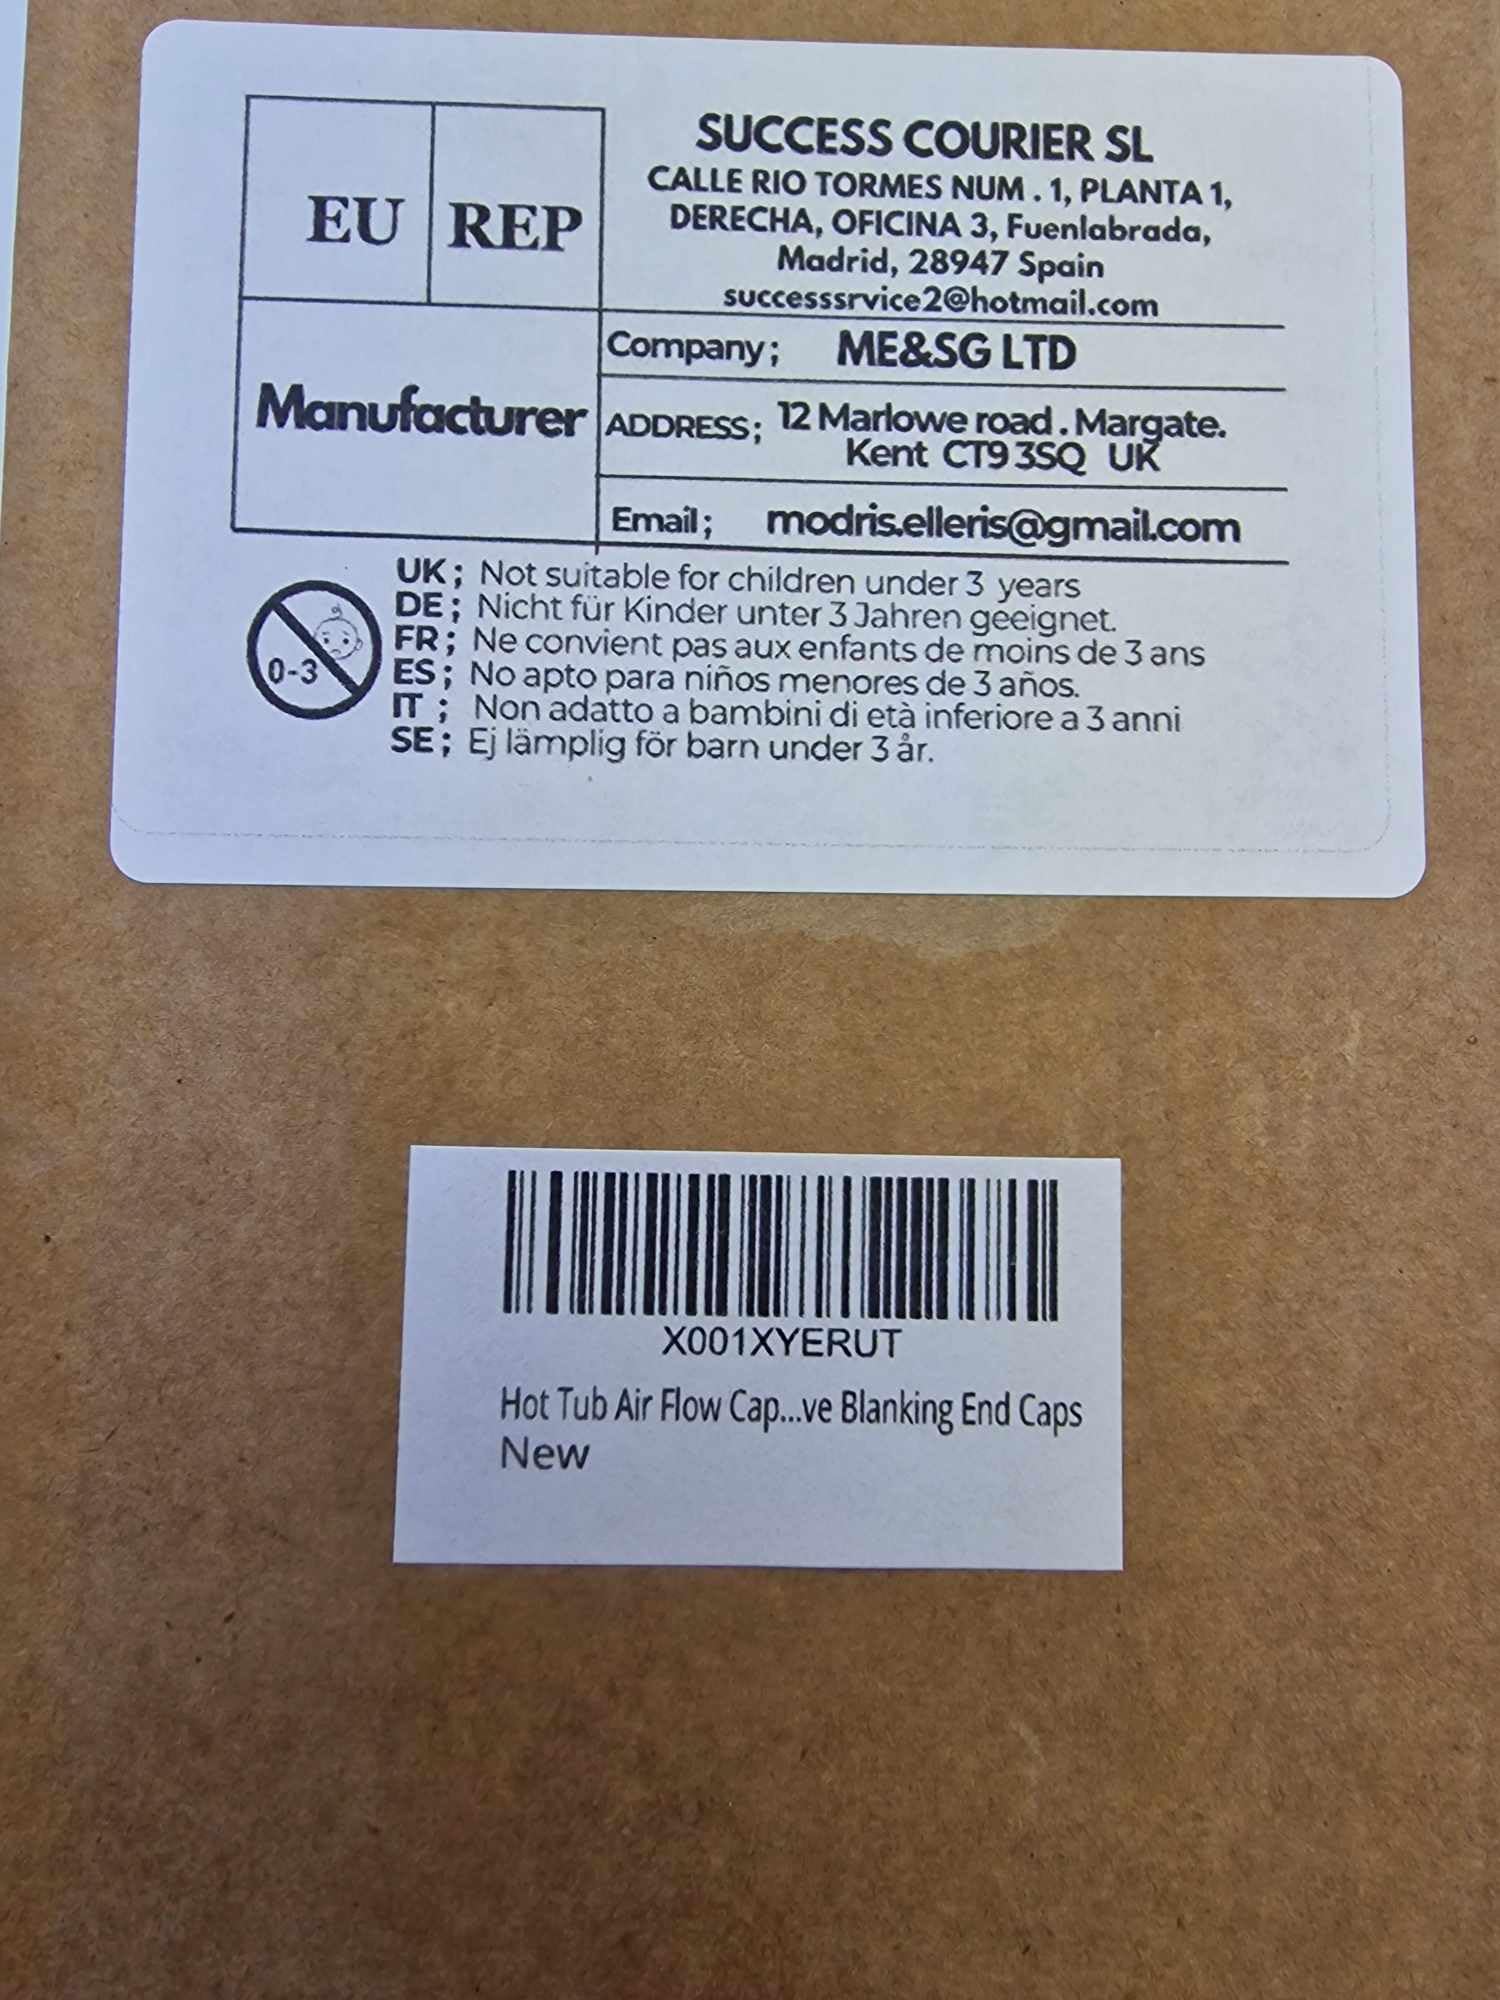 EU REP
SUCCESS COURIER SL
CALLE RIO TORMES NUM . 1, PLANTA 1,
DERECHA, OFICINA 3, Fuenlabrada,
Madrid, 28947 Spain
successsrvice2@hotmail.com
Manufacturer
Company; ME&SG LTD
ADDRESS; 12 Marlowe road . Margate.
Kent CT9 3SQ UK
Email; modris.elleris@gmail.com
0-3
UK; Not suitable for children under 3 years
DE; Nicht für Kinder unter 3 Jahren geeignet.
FR; Ne convient pas aux enfants de moins de 3 ans
ES; No apto para niños menores de 3 años.
IT ; Non adatto a bambini di età inferiore a 3 anni
SE; Ej lämplig för barn under 3 år.
X001XYERUT
Hot Tub Air Flow Cap...ve Blanking End Caps
New